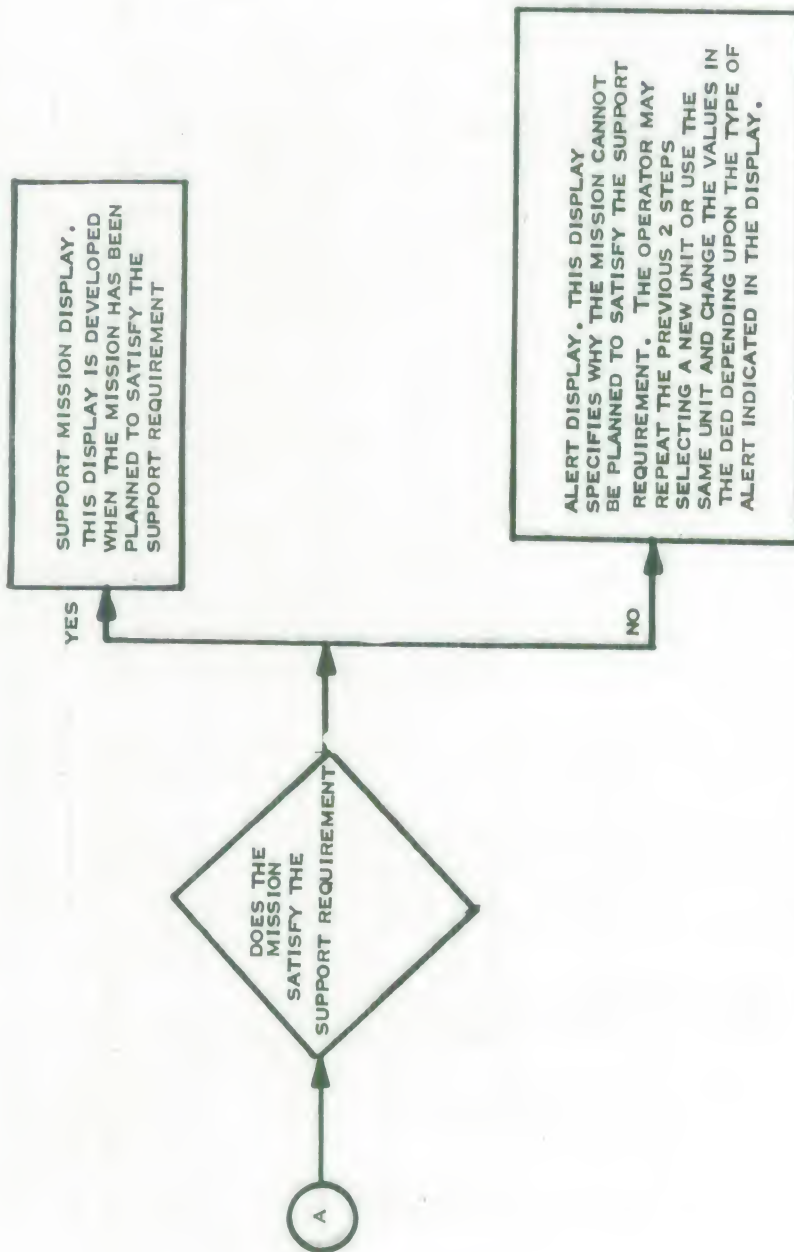 A
DOES THE
MISSION
SATISFY THE
SUPPORT REQUIREMENT
YES
SUPPORT MISSION DISPLAY.
THIS DISPLAY IS DEVELOPED
WHEN THE MISSION HAS BEEN
PLANNED TO SATISFY THE
SUPPORT REQUIREMENT
NO
ALERT DISPLAY. THIS DISPLAY
SPECIFIES WHY THE MISSION CANNOT
BE PLANNED TO SATISFY THE SUPPORT
REQUIREMENT. THE OPERATOR MAY
REPEAT THE PREVIOUS 2 STEPS
SELECTING A NEW UNIT OR USE THE
SAME UNIT AND CHANGE THE VALUES IN
THE DED DEPENDING UPON THE TYPE OF
ALERT INDICATED IN THE DISPLAY.